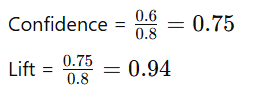 Confidence = 0.6/0.8 = 0.75
Lift = 0.75/0.8 = 0.94